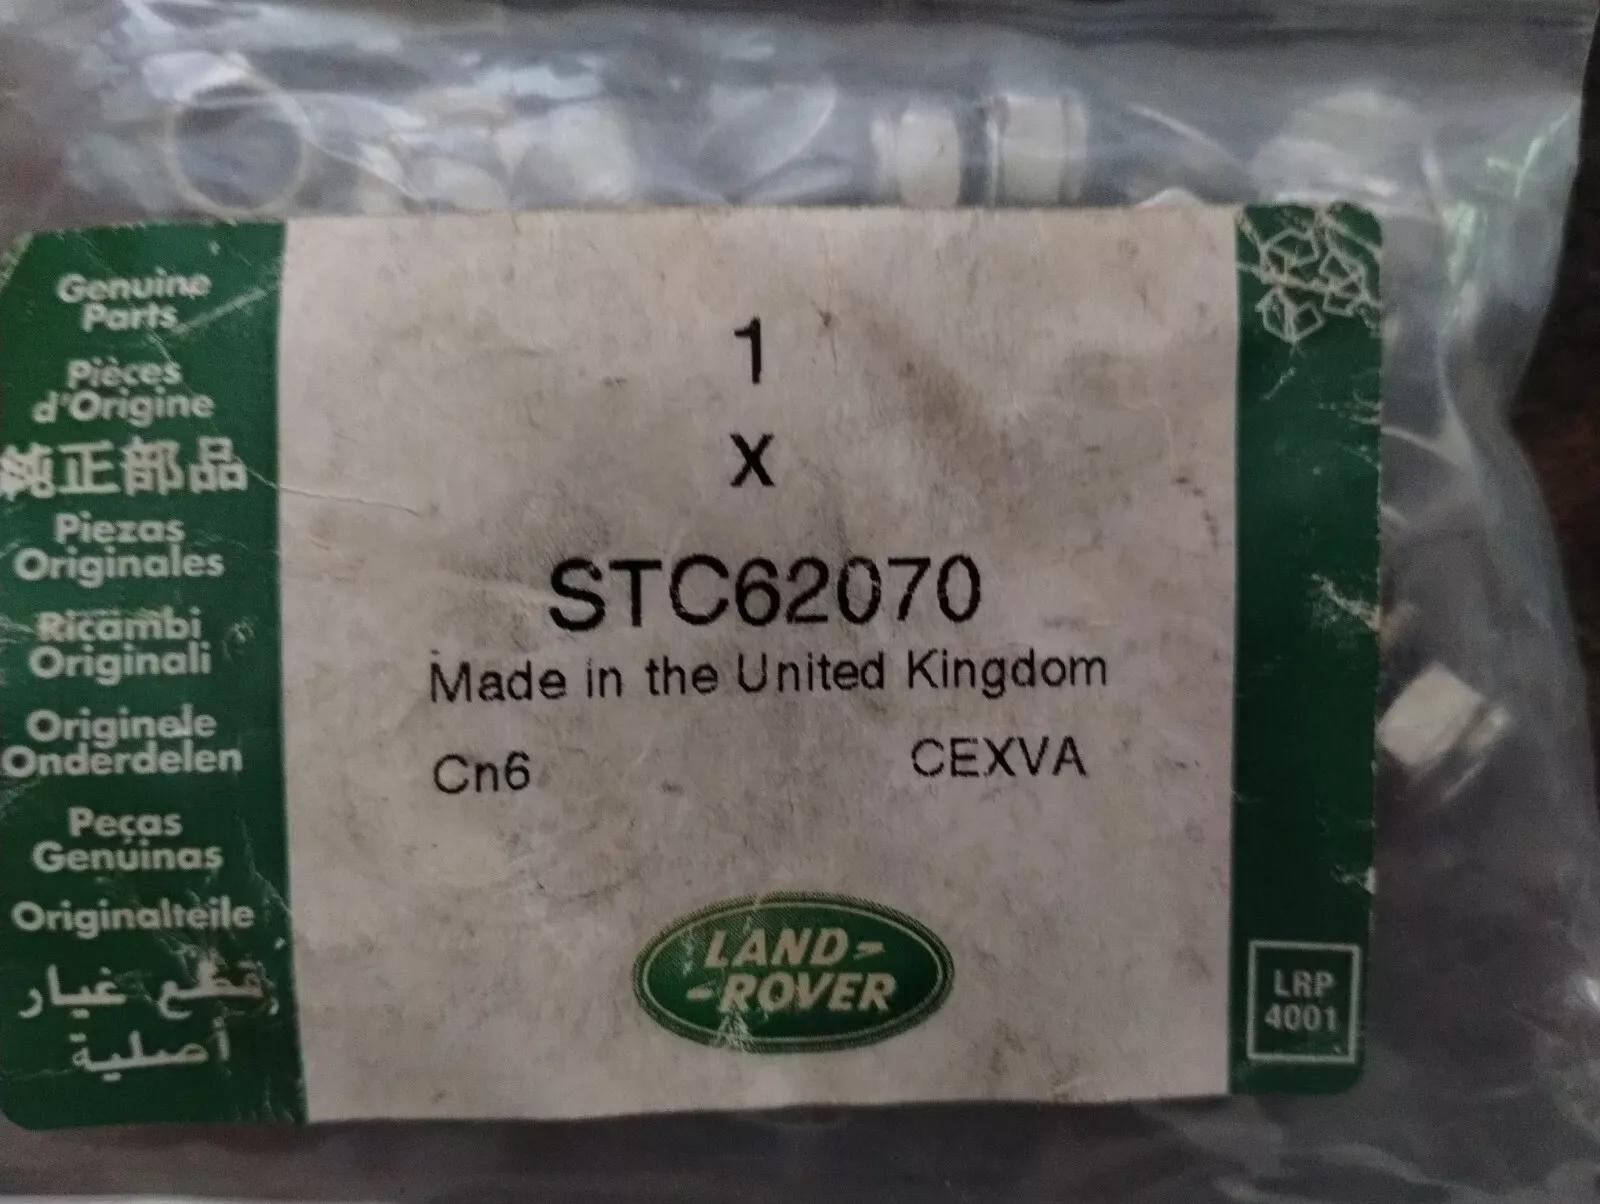 Genuine
Parts
Pièces
d'Origine
純正部品
Piezas
Originales
Ricambi
Originali
Originele
Onderdelen
Peças
Genuinas
Originalteile
قطع غيار
أصلية
1
x
STC62070
Made in the United Kingdom
Cn6 CEXVA
LAND-
-ROVER
LRP
4001